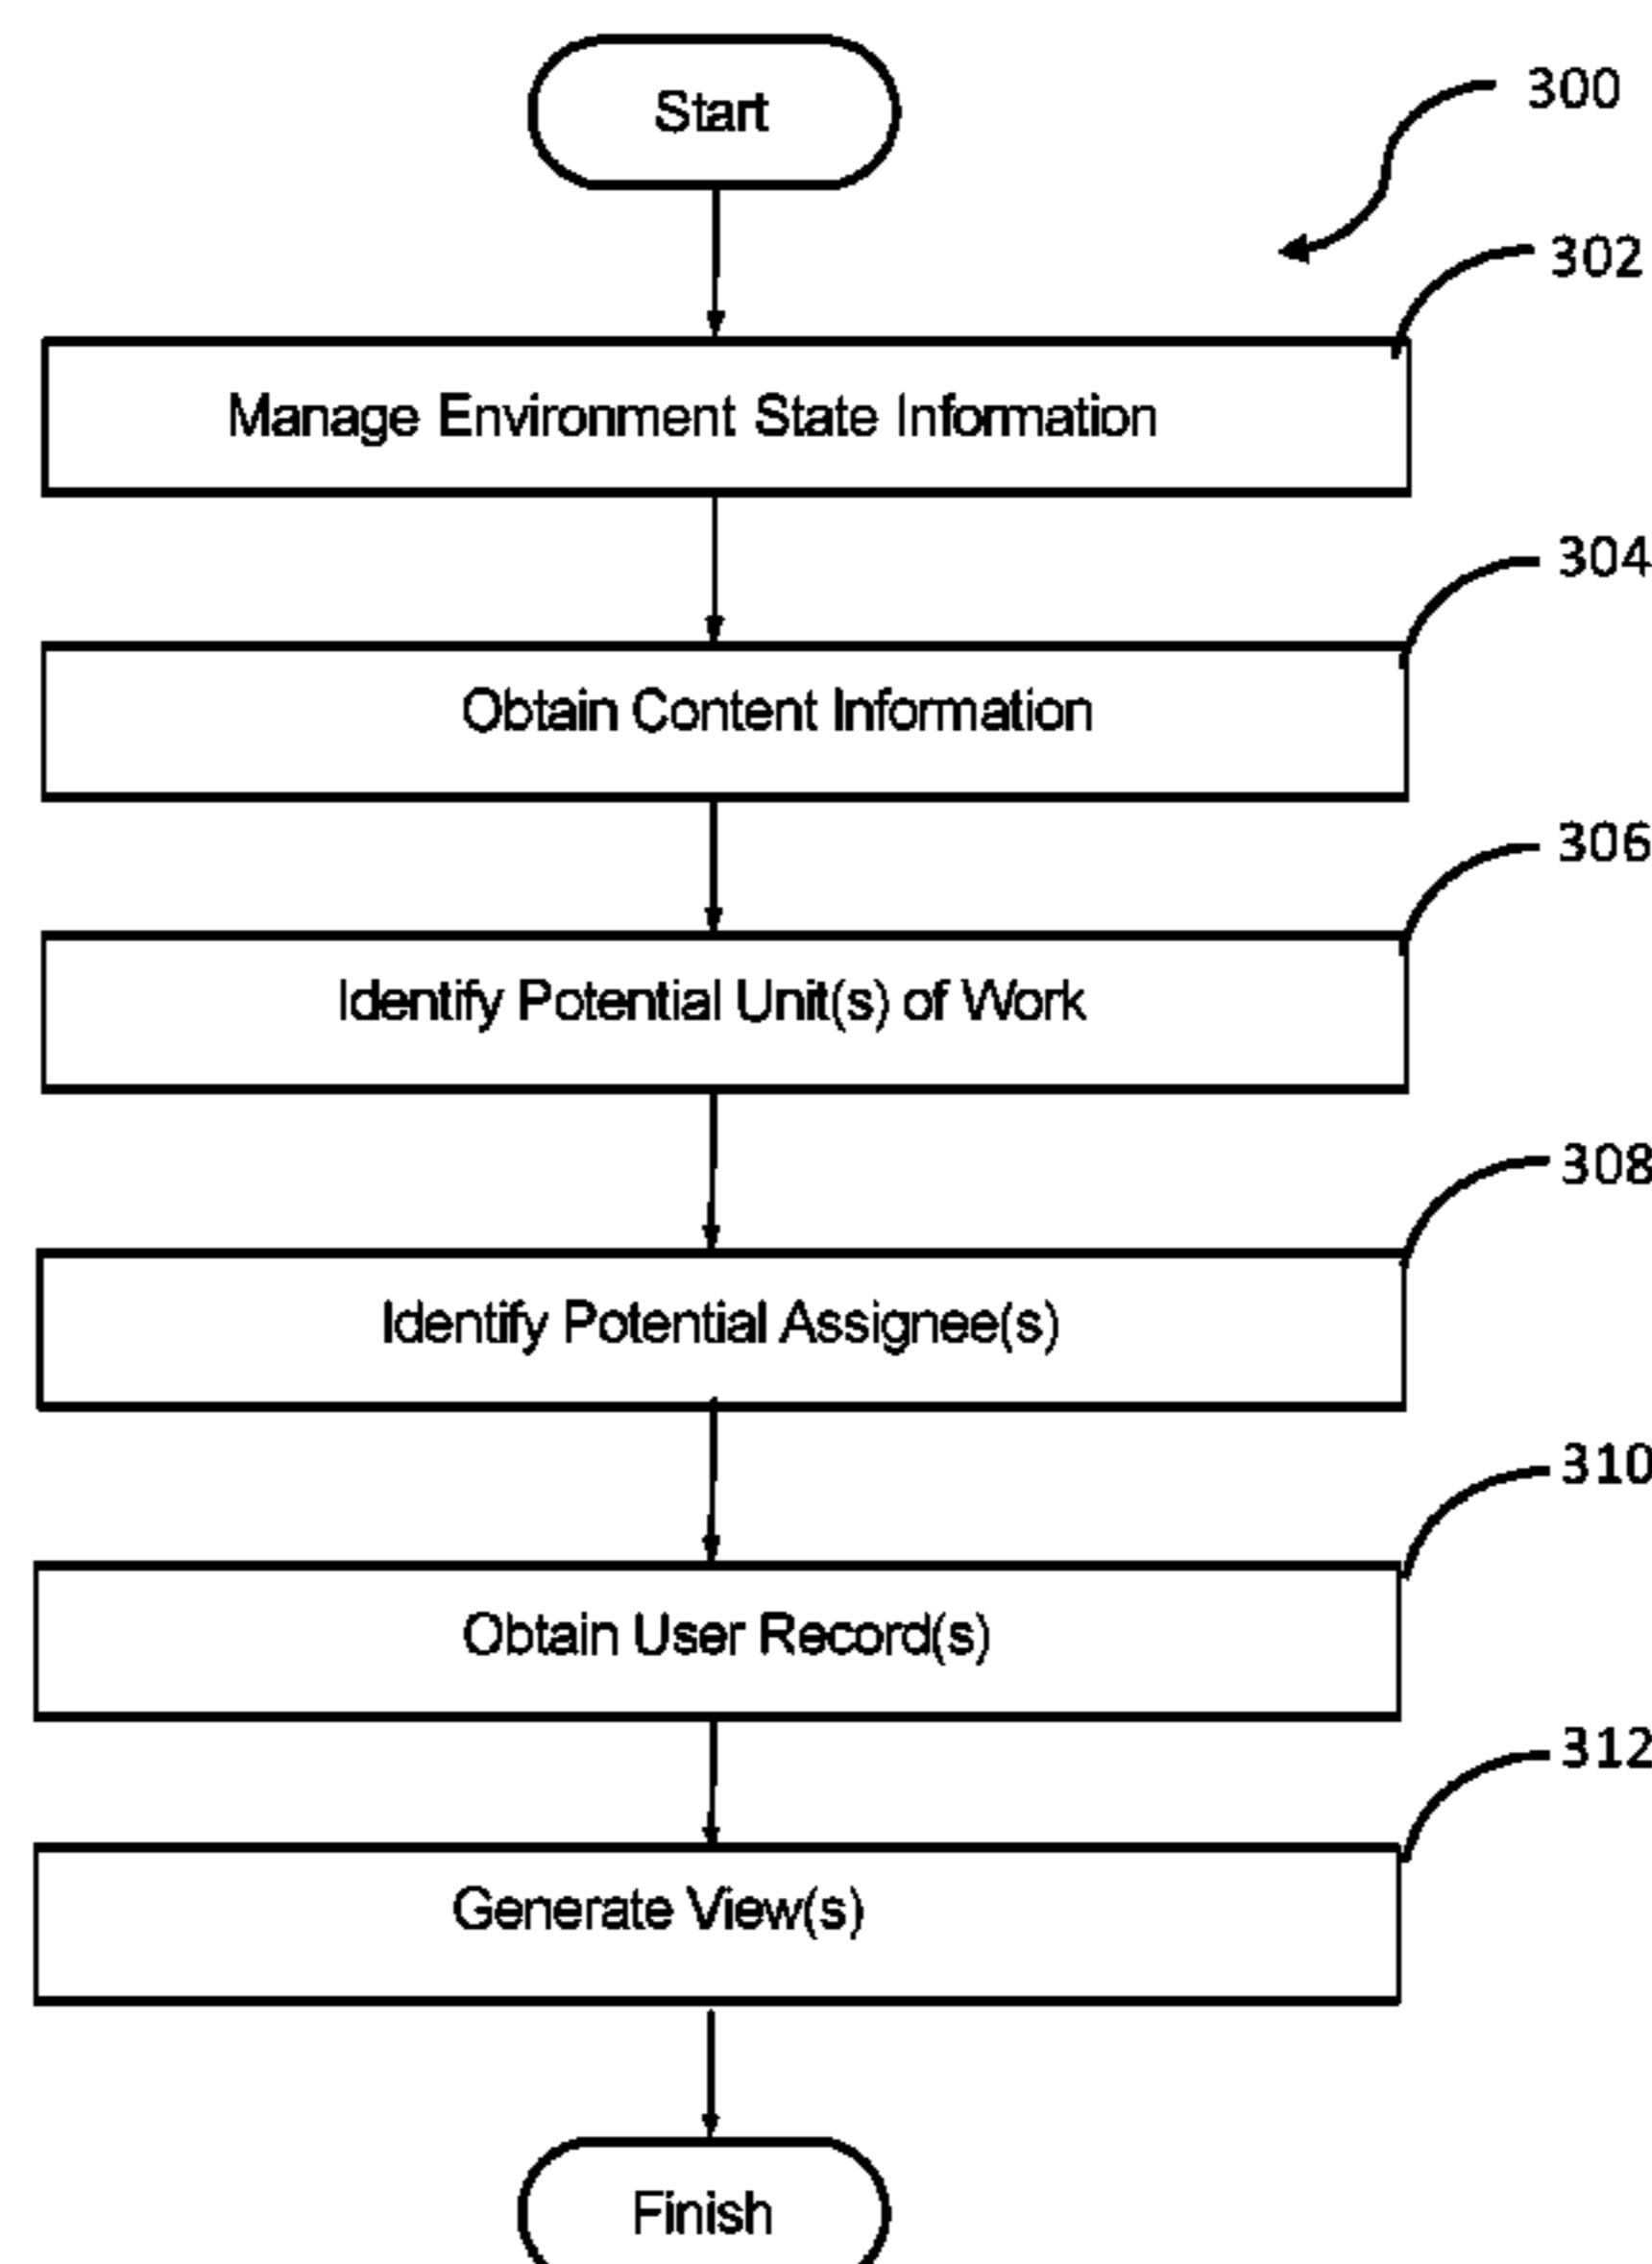 Start
300
302
Manage Environment State Information
304
Obtain Content Information
306
Identify Potential Unit(s) of Work
308
Identify Potential Assignee(s)
310
Obtain User Record(s)
312
Generate View(s)
Finish